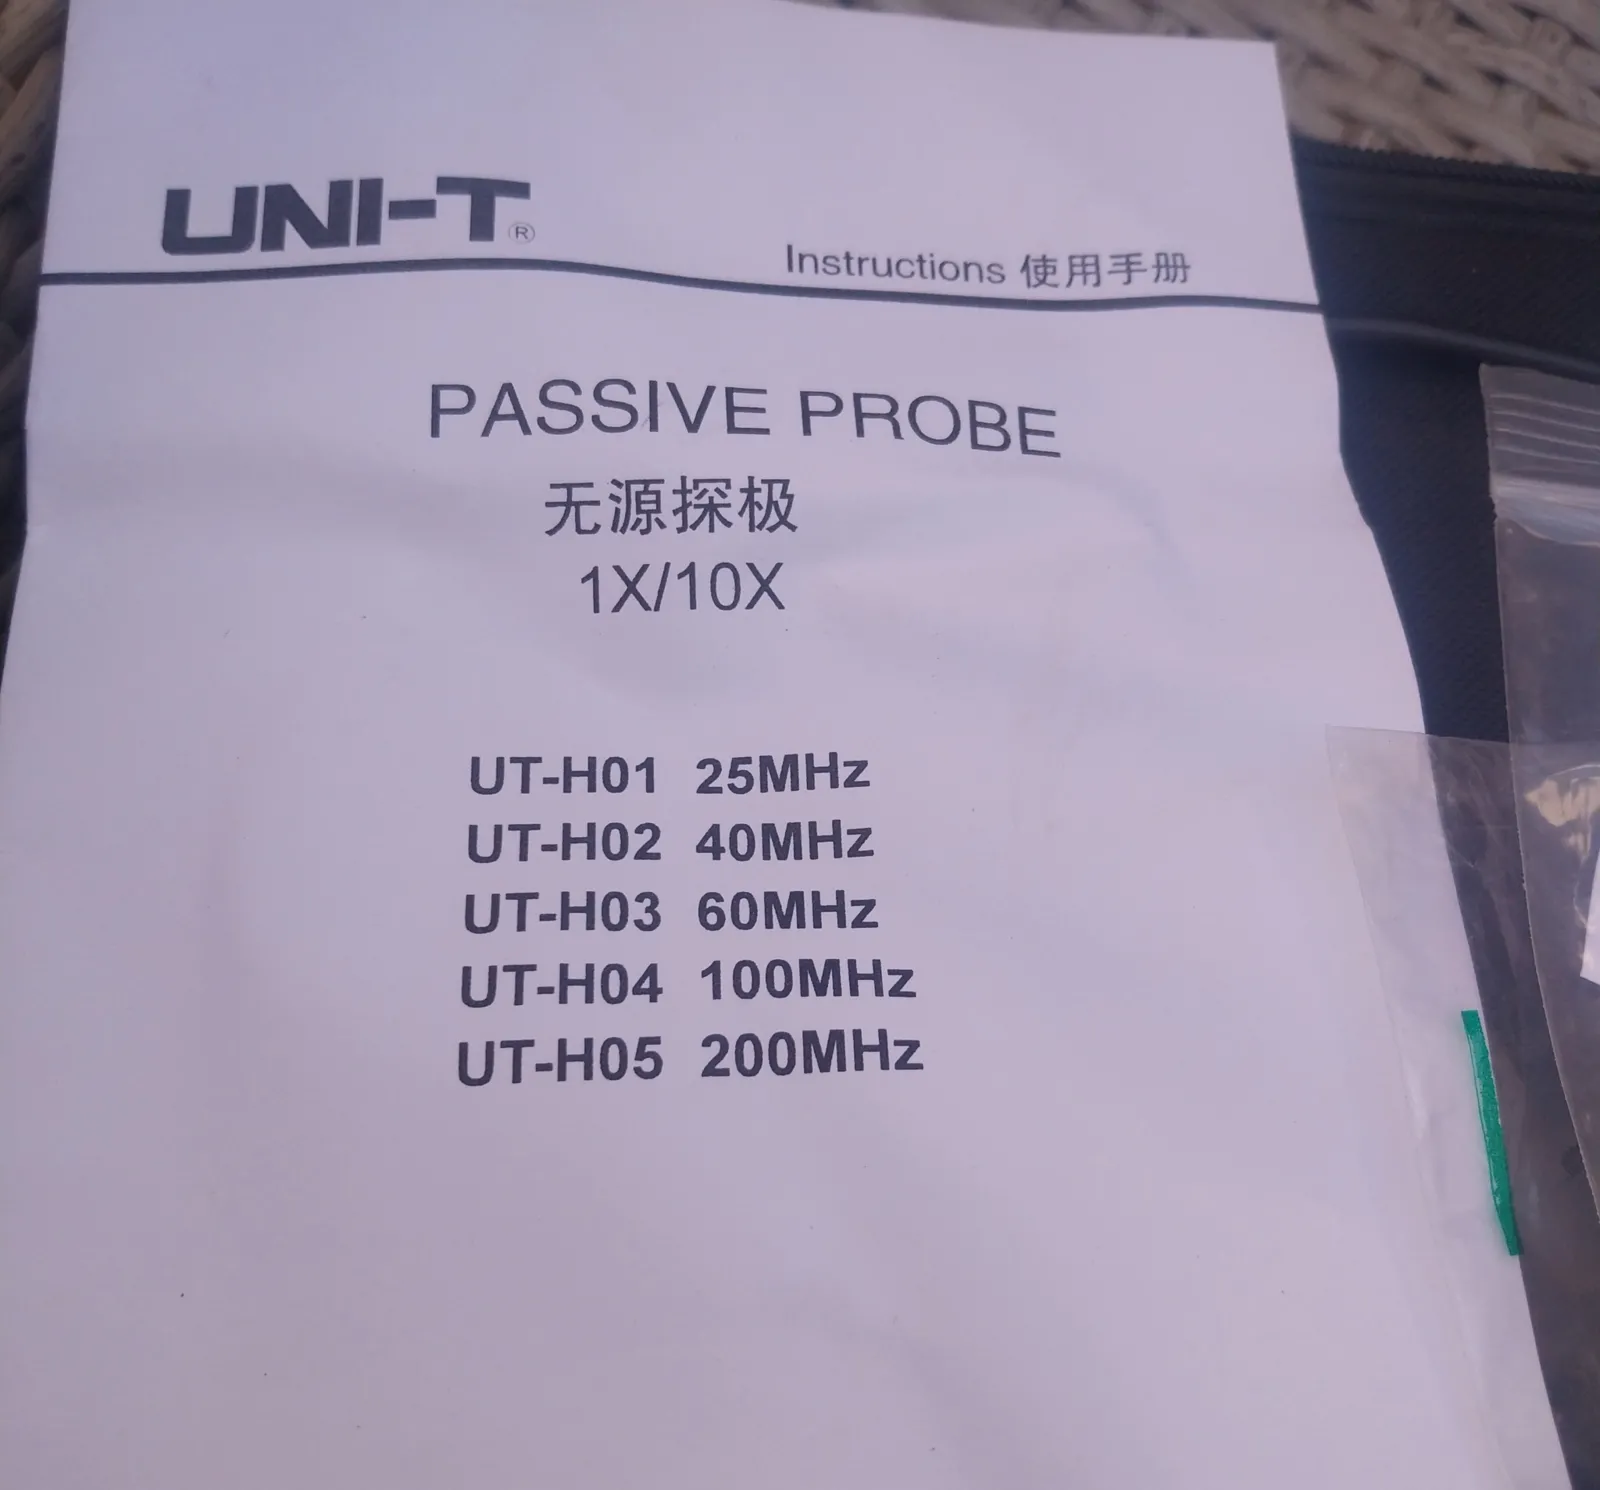 UNI-T®
Instructions 使用手册
PASSIVE PROBE
无源探极
1X/10X
UT-H01 25MHz
UT-H02 40MHz
UT-H03 60MHz
UT-H04 100MHz
UT-H05 200MHz